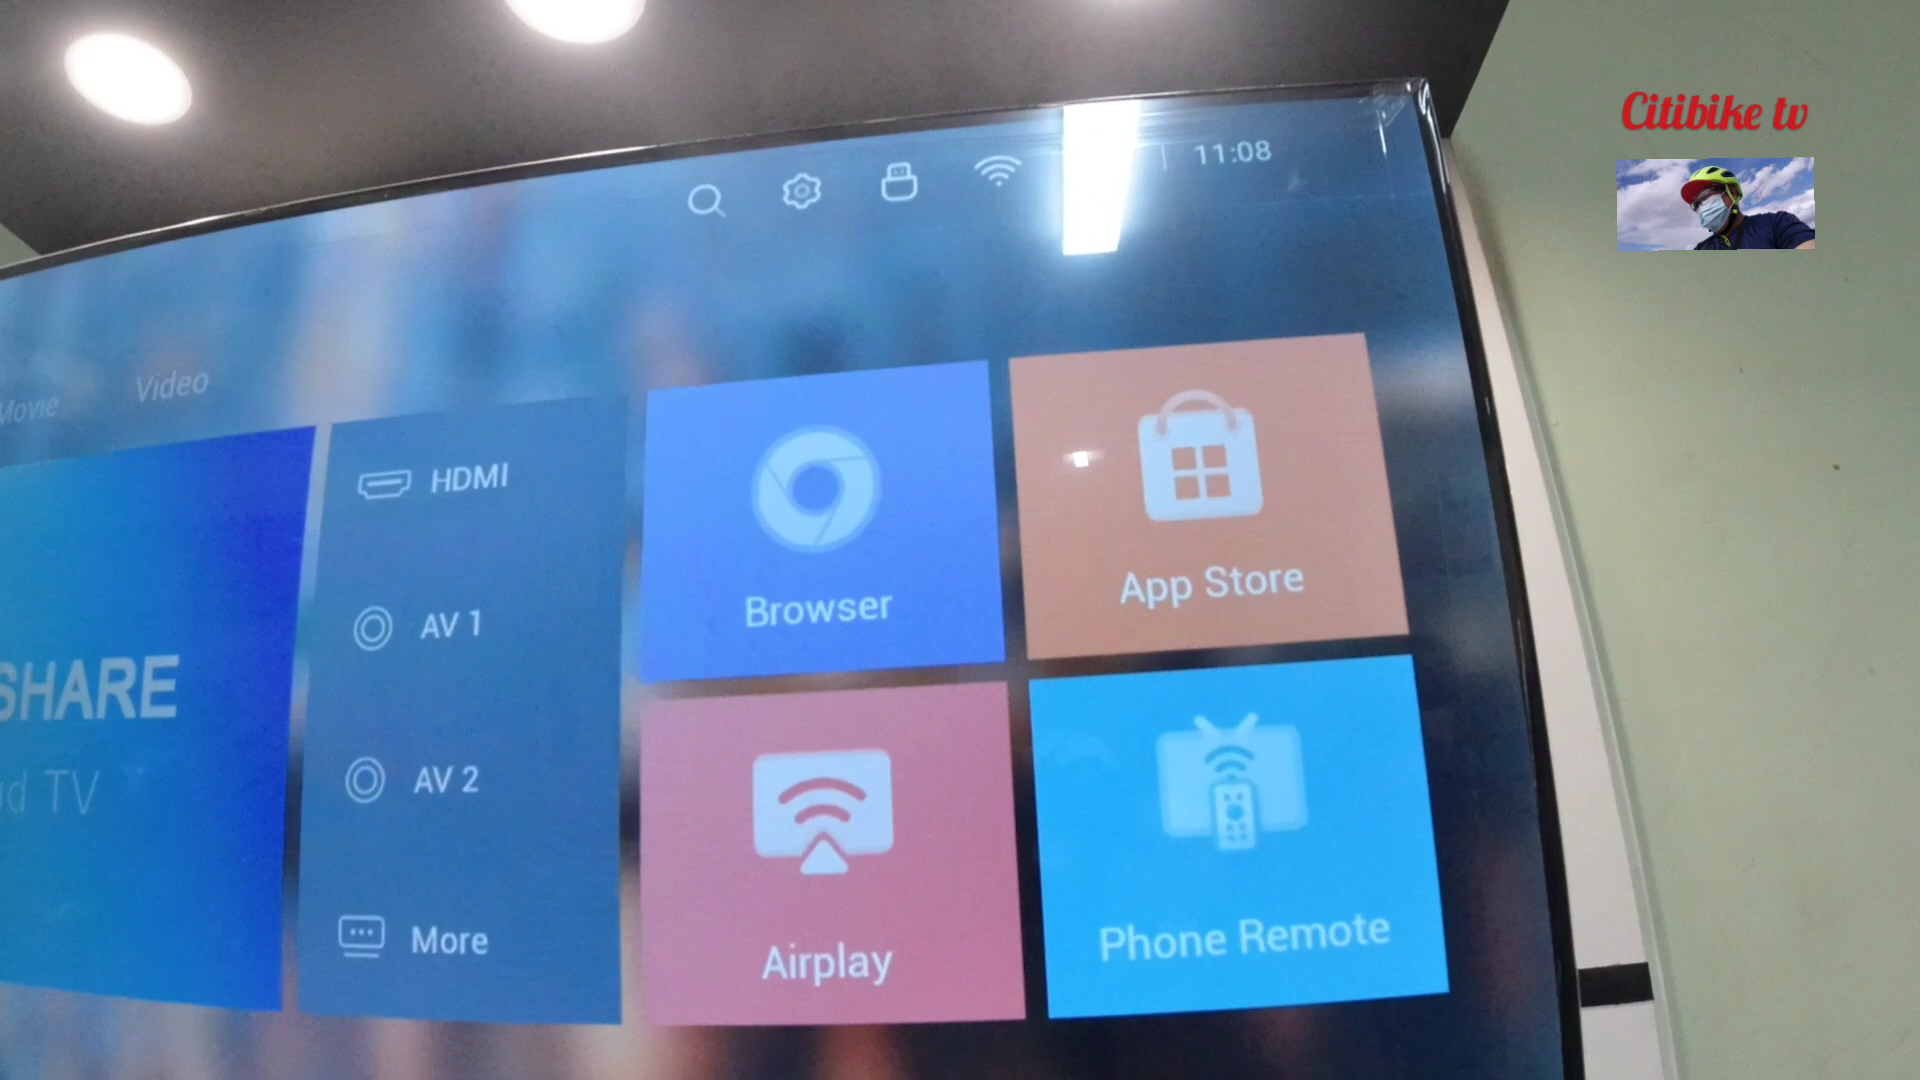 Citibike tv
11:08
Movie
Video
HDMI
AV 1
AV 2
More
SHARE
TV
Browser
App Store
Airplay
Phone Remote